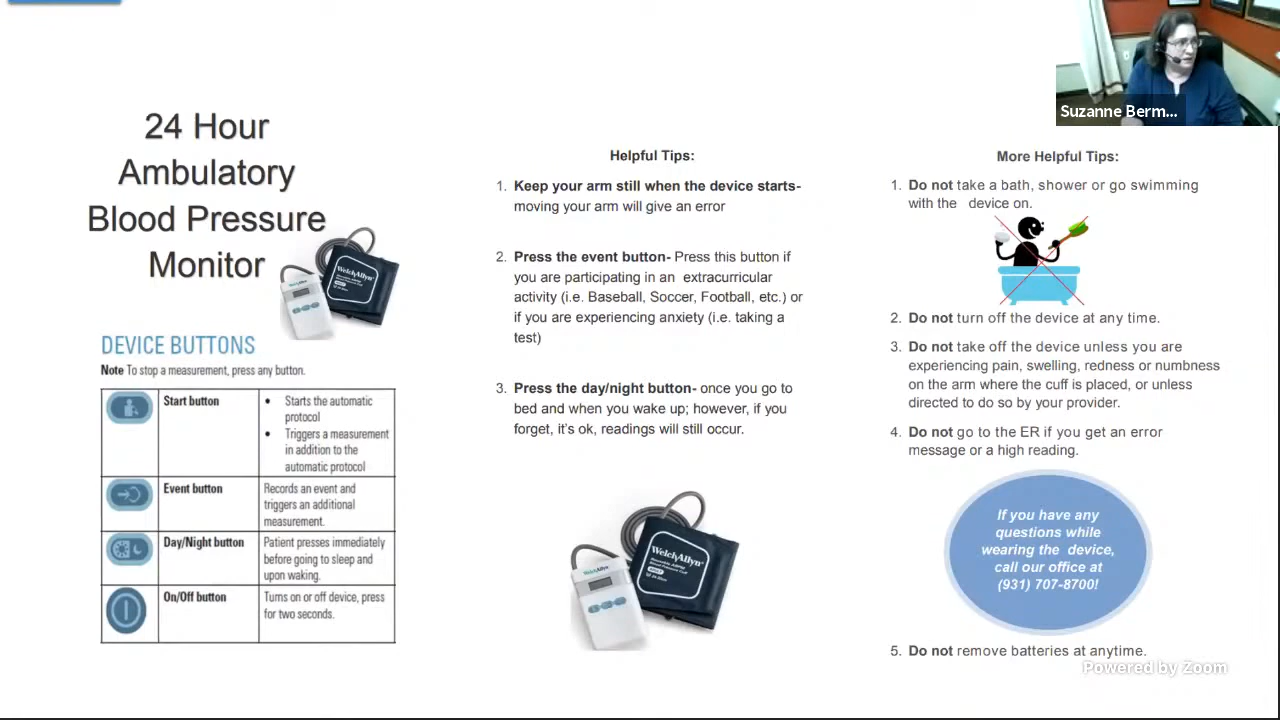 Suzanne Berm...
24 Hour
Ambulatory
Blood Pressure
Monitor
WelchAllyn
DEVICE BUTTONS
Note To stop a measurement, press any button.
Start button
• Starts the automatic
protocol
• Triggers a measurement
in addition to the
automatic protocol
Event button
Records an event and
triggers an additional
measurement.
Day/Night button
Patient presses immediately
before going to sleep and
upon waking.
On/Off button
Turns on or off device, press
for two seconds.
Helpful Tips:
1. Keep your arm still when the device starts-
moving your arm will give an error
2. Press the event button- Press this button if
you are participating in an extracurricular
activity (i.e. Baseball, Soccer, Football, etc.) or
if you are experiencing anxiety (i.e. taking a
test)
3. Press the day/night button- once you go to
bed and when you wake up; however, if you
forget, it's ok, readings will still occur.
WelchAllyn
WelchAllyn
More Helpful Tips:
1. Do not take a bath, shower or go swimming
with the device on.
2. Do not turn off the device at any time.
3. Do not take off the device unless you are
experiencing pain, swelling, redness or numbness
on the arm where the cuff is placed, or unless
directed to do so by your provider.
4. Do not go to the ER if you get an error
message or a high reading.
If you have any
questions while
wearing the device,
call our office at
(931) 707-8700!
5. Do not remove batteries at anytime.
Powered by Zoom